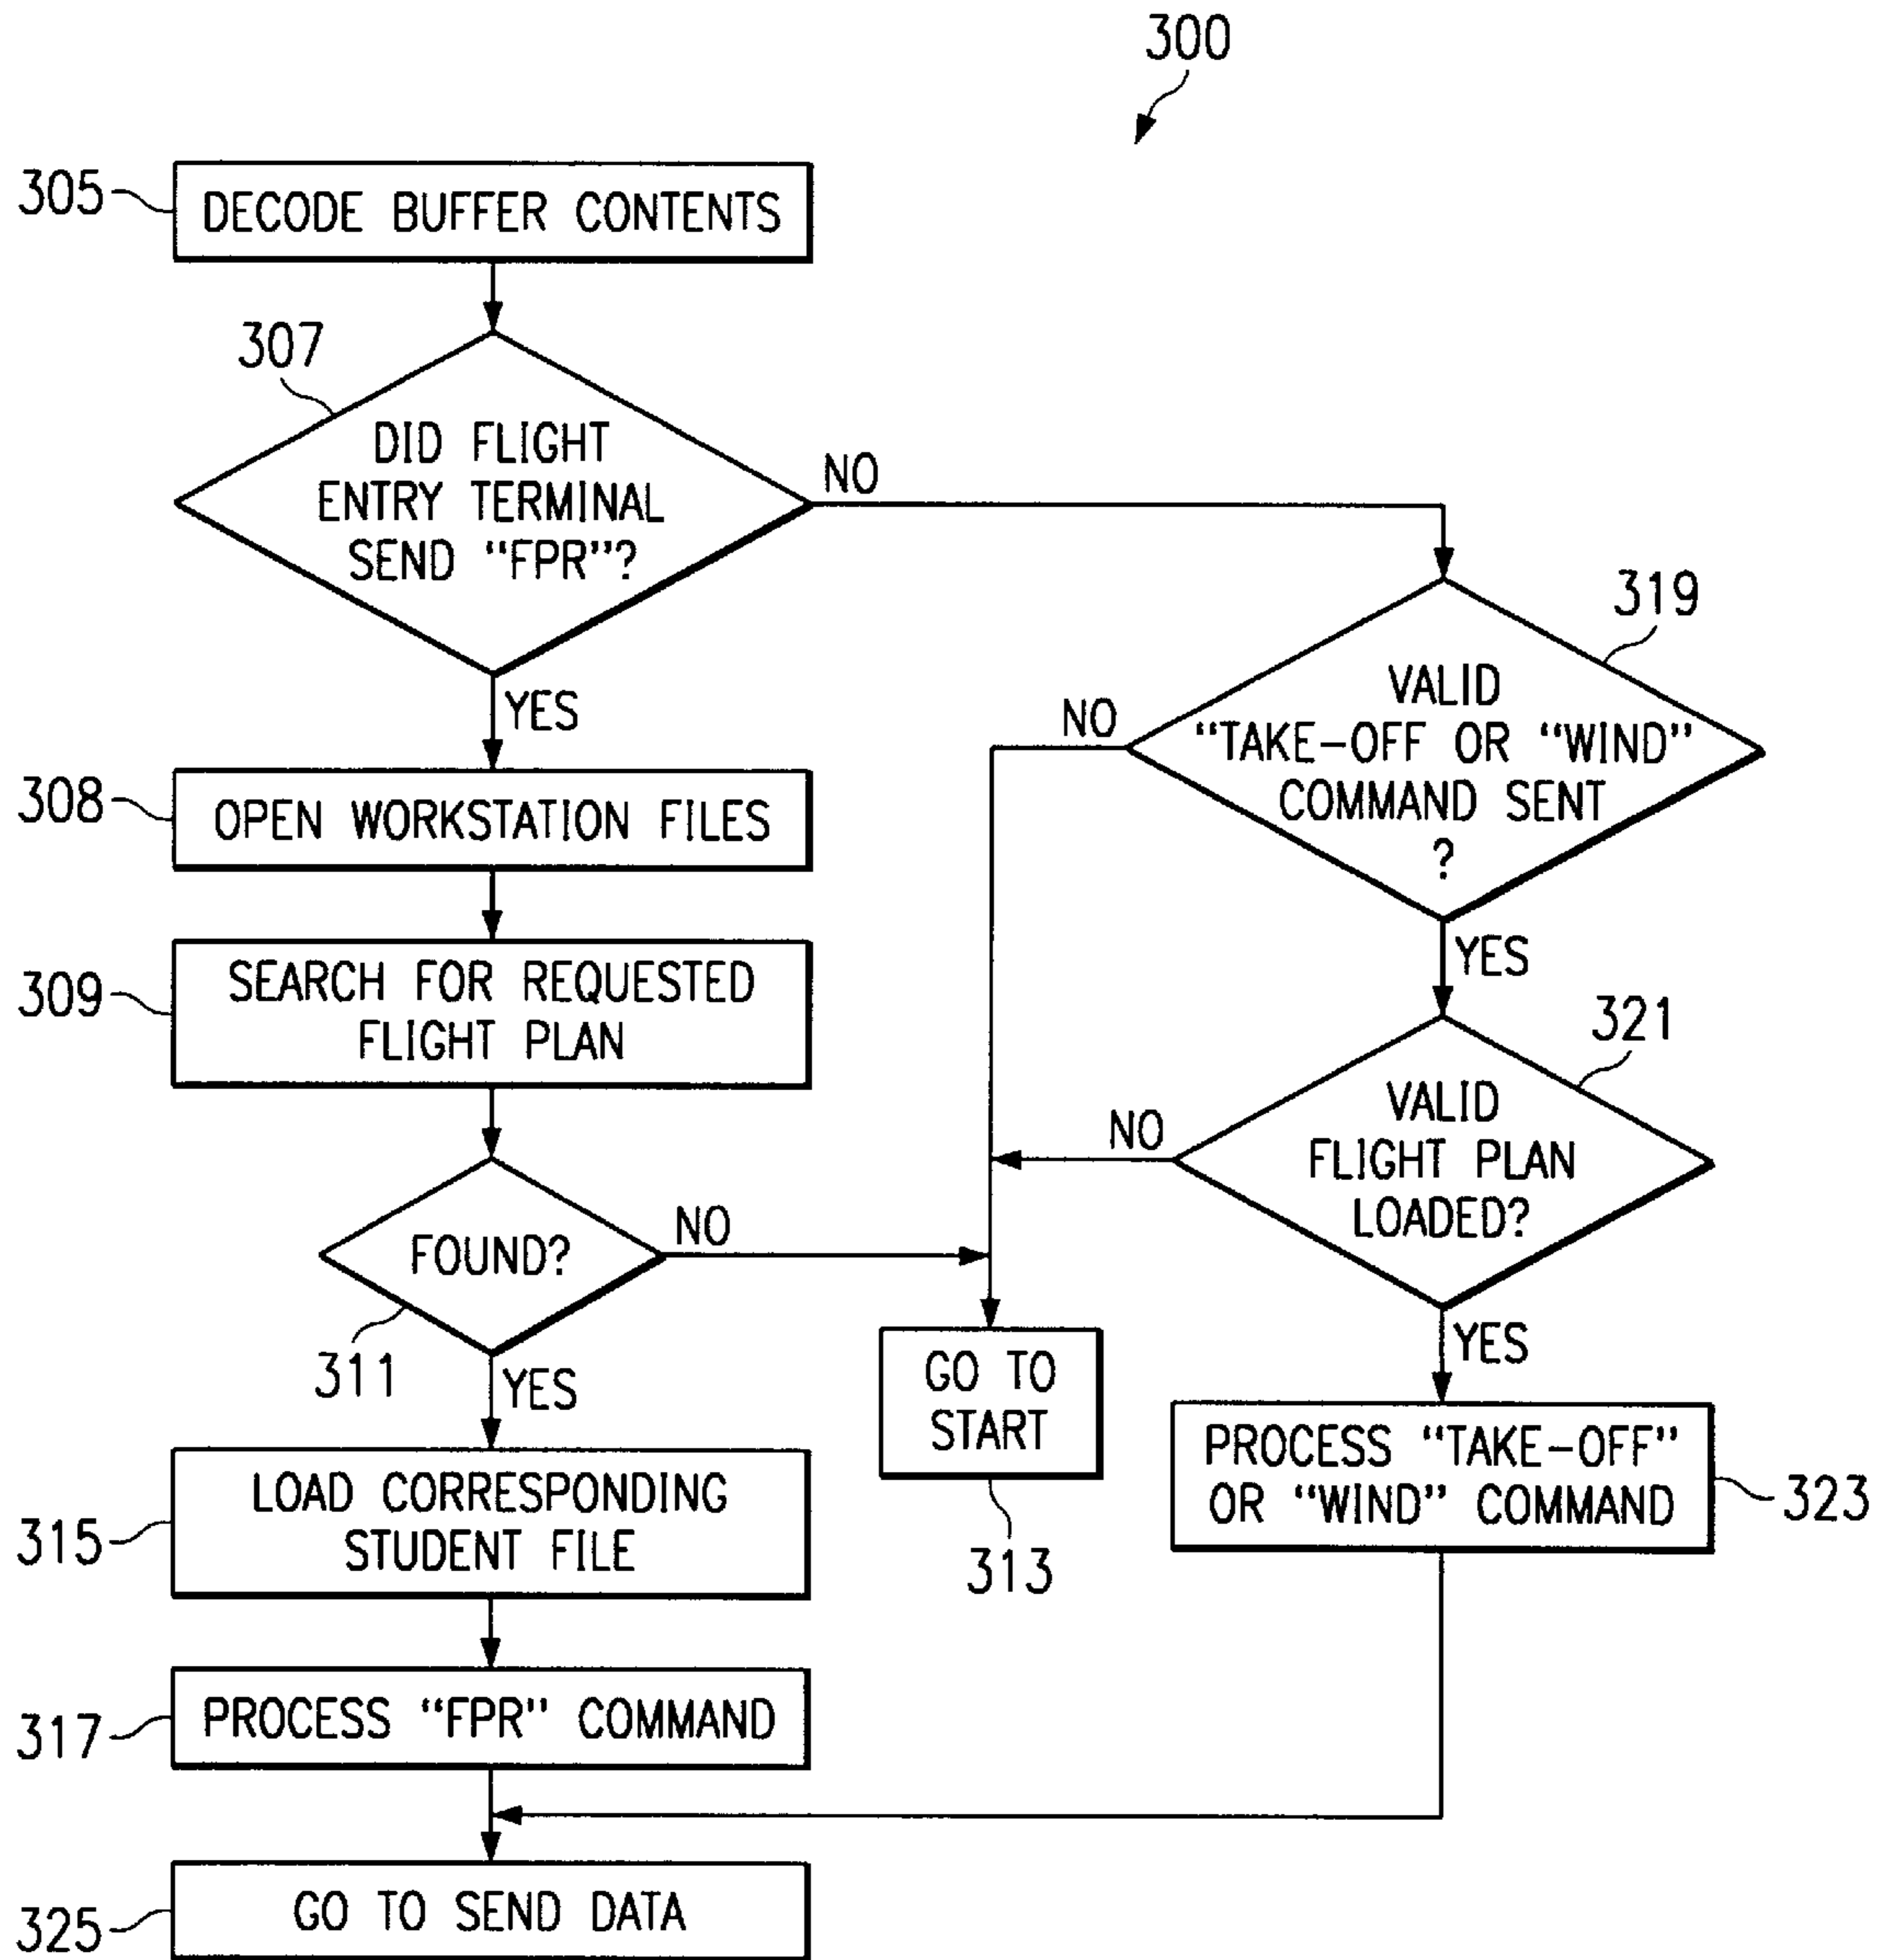 300
305
DECODE BUFFER CONTENTS
307
DID FLIGHT
ENTRY TERMINAL
SEND “FPR”?
NO
YES
319
VALID
“TAKE–OFF OR “WIND”
COMMAND SENT
?
NO
YES
308
OPEN WORKSTATION FILES
309
SEARCH FOR REQUESTED
FLIGHT PLAN
321
VALID
FLIGHT PLAN
LOADED?
NO
YES
FOUND?
NO
311
YES
GO TO
START
313
PROCESS “TAKE–OFF”
OR “WIND” COMMAND
323
315
LOAD CORRESPONDING
STUDENT FILE
317
PROCESS “FPR” COMMAND
325
GO TO SEND DATA